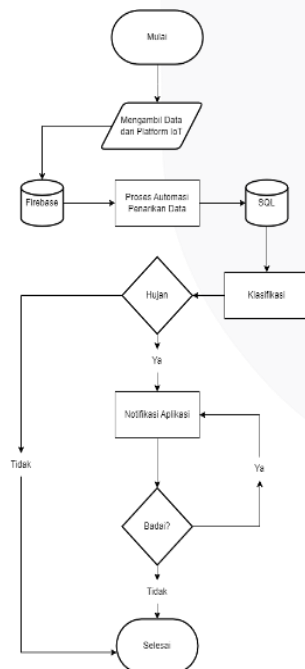 Mulai
Mengambil Data
dari Platform IoT
Firebase
Proses Automasi
Penarikan Data
SQL
Klasifikasi
Hujan
Ya
Notifikasi Aplikasi
Tidak
Ya
Badai?
Tidak
Selesai